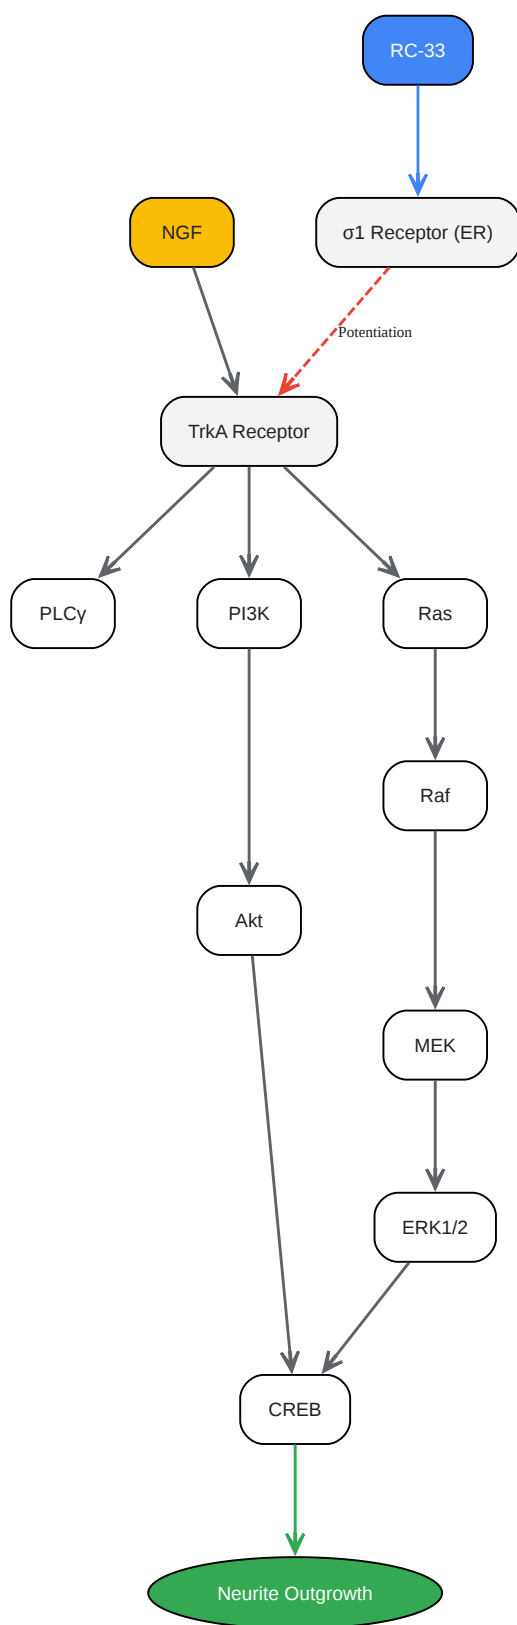 RC-33
NGF
σ1 Receptor (ER)
Potentiation
TrkA Receptor
PLCγ
PI3K
Ras
Raf
Akt
MEK
ERK1/2
CREB
Neurite Outgrowth